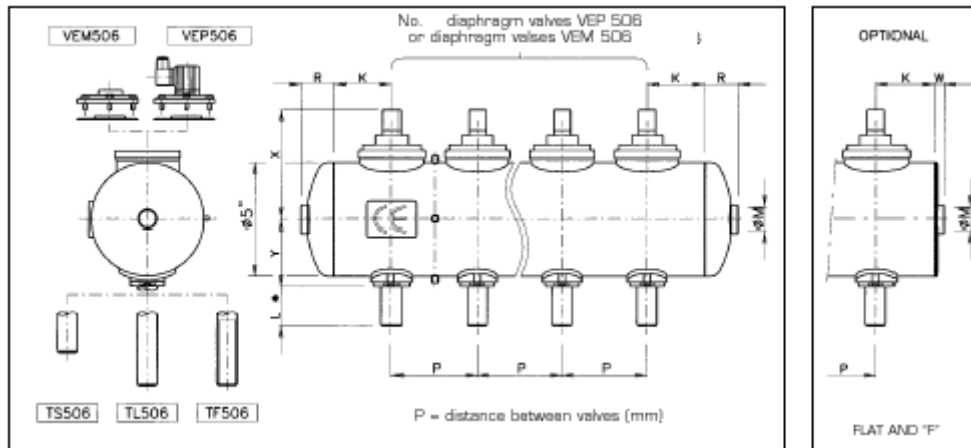 VEM506
VEP506
No. diaphragm valves VEP 506
or diaphragm valses VEM 506
OPTIONAL
R
K
K
R
K
W
X
ø5"
Y
L *
CE
øM
øM
P
P
P
P
TS506
TL506
TF506
P = distance between valves (mm)
FLAT AND "F"